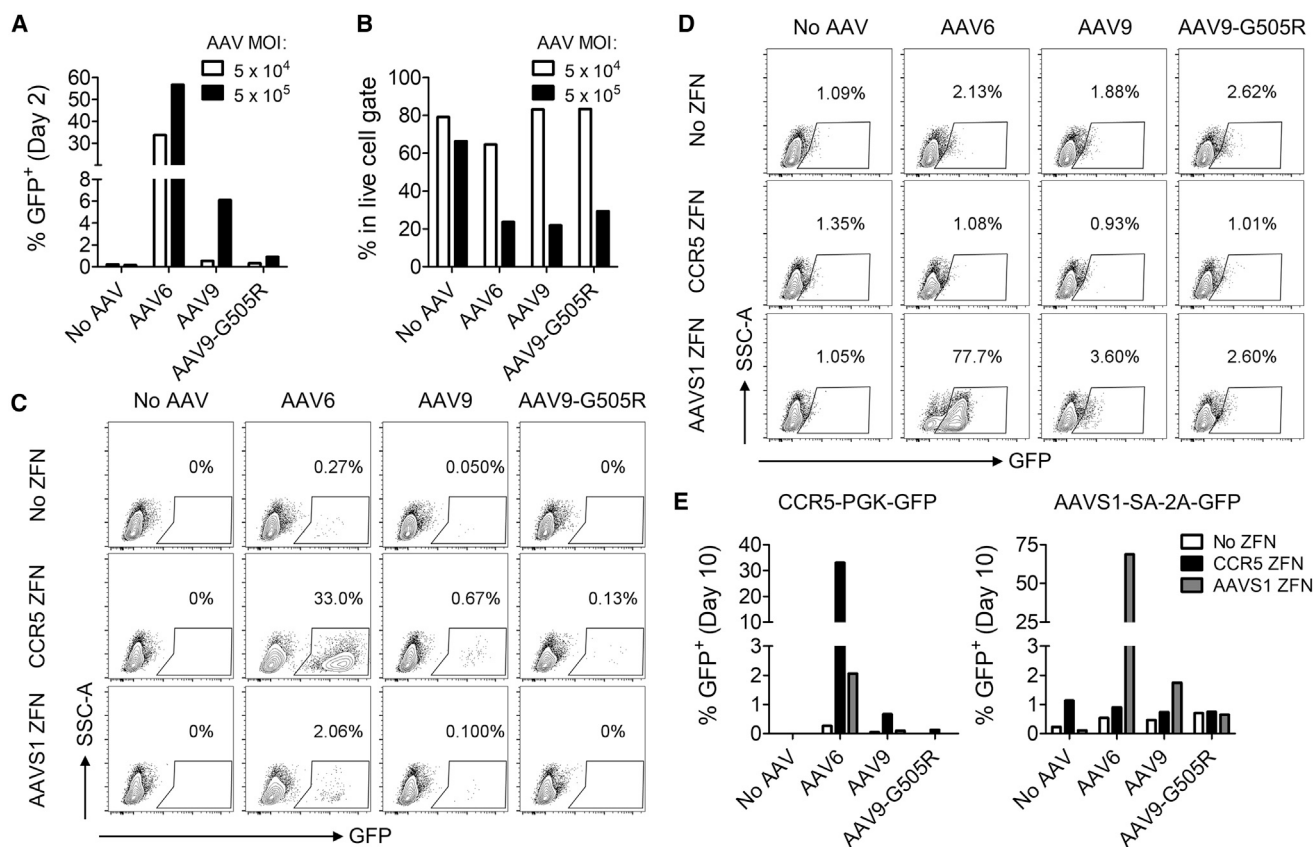 A
AAV MOI:
5 x 10⁴
5 x 10⁵
% GFP⁺ (Day 2)
60
50
40
30
8
6
4
2
0
No AAV
AAV6
AAV9
AAV9-G505R
B
AAV MOI:
5 x 10⁴
5 x 10⁵
% in live cell gate
100
80
60
40
20
0
No AAV
AAV6
AAV9
AAV9-G505R
C
No AAV AAV6 AAV9 AAV9-G505R
No ZFN
0% 0.27% 0.050% 0%
CCR5 ZFN
0% 33.0% 0.67% 0.13%
AAVS1 ZFN
0% 2.06% 0.100% 0%
SSC-A
GFP
D
No AAV AAV6 AAV9 AAV9-G505R
No ZFN
1.09% 2.13% 1.88% 2.62%
CCR5 ZFN
1.35% 1.08% 0.93% 1.01%
AAVS1 ZFN
1.05% 77.7% 3.60% 2.60%
SSC-A
GFP
E
CCR5-PGK-GFP
% GFP⁺ (Day 10)
40
30
20
10
3
2
1
0
No AAV
AAV6
AAV9
AAV9-G505R
AAVS1-SA-2A-GFP
% GFP⁺ (Day 10)
75
50
25
3
2
1
0
No AAV
AAV6
AAV9
AAV9-G505R
No ZFN
CCR5 ZFN
AAVS1 ZFN